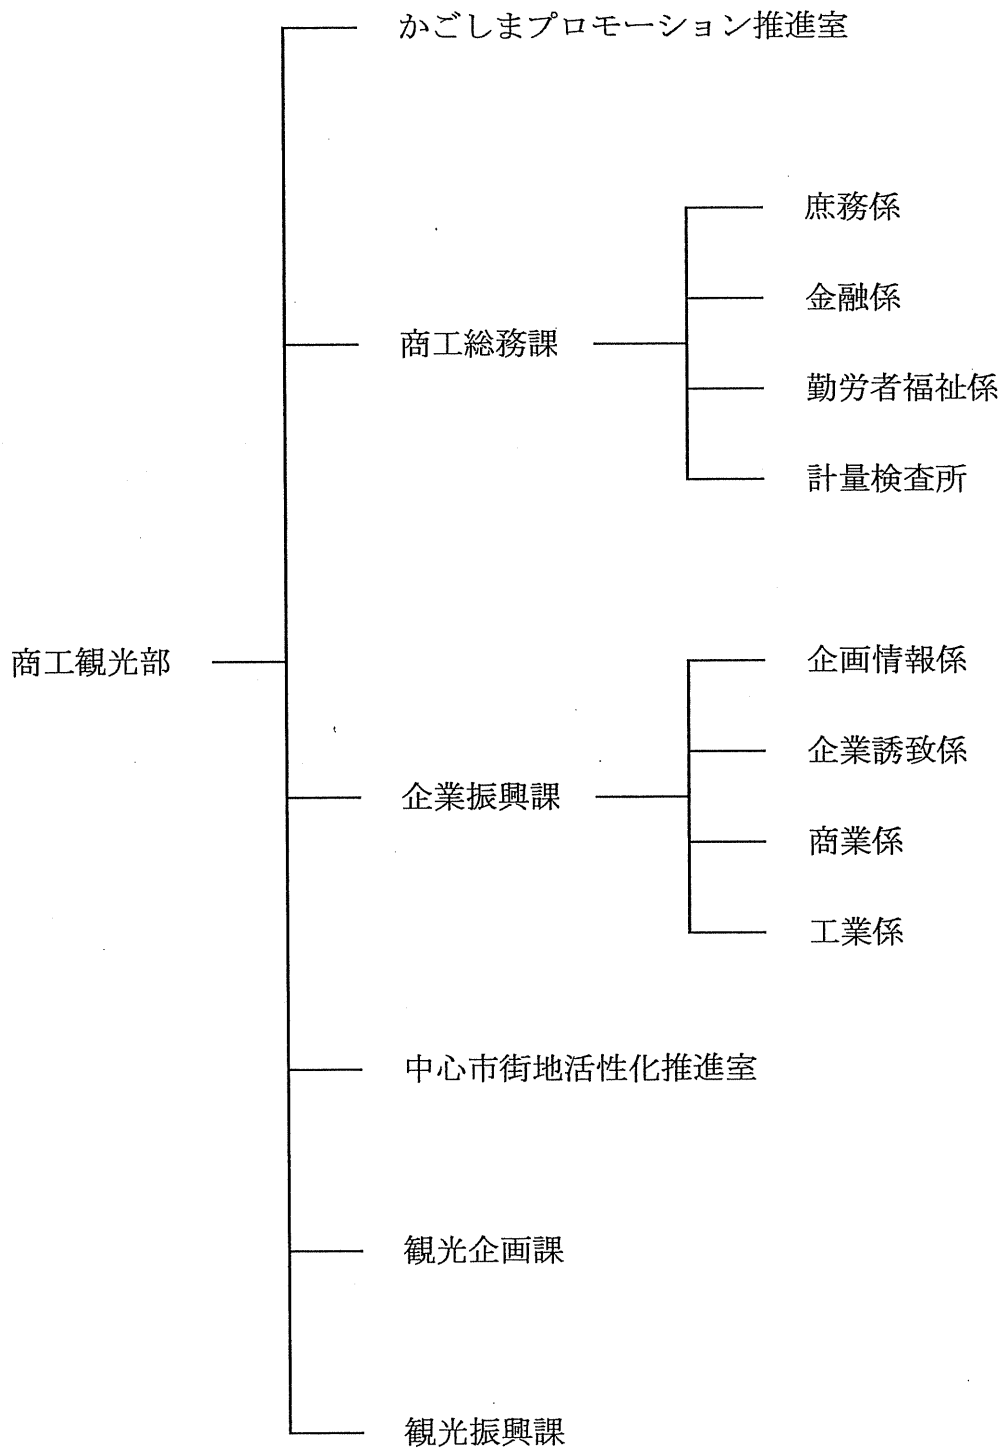 かごしまプロモーション推進室
商工総務課
庶務係
金融係
勤労者福祉係
計量検査所
商工観光部
企業振興課
企画情報係
企業誘致係
商業係
工業係
中心市街地活性化推進室
観光企画課
観光振興課